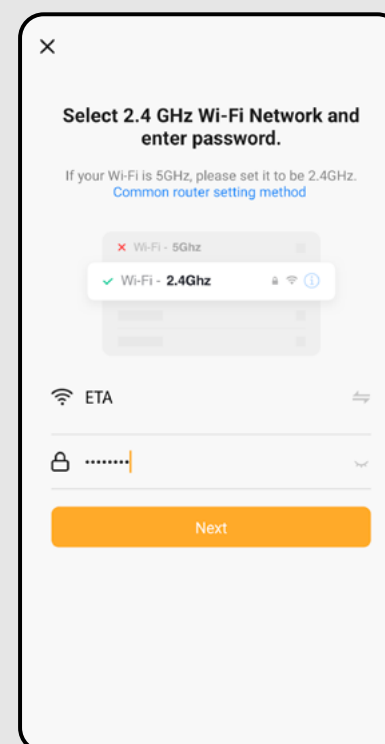 Select 2.4 GHz Wi-Fi Network and
enter password.
If your Wi-Fi is 5GHz, please set it to be 2.4GHz.
Common router setting method
Wi-Fi - 5Ghz
Wi-Fi - 2.4Ghz
ETA
••••••••
Next